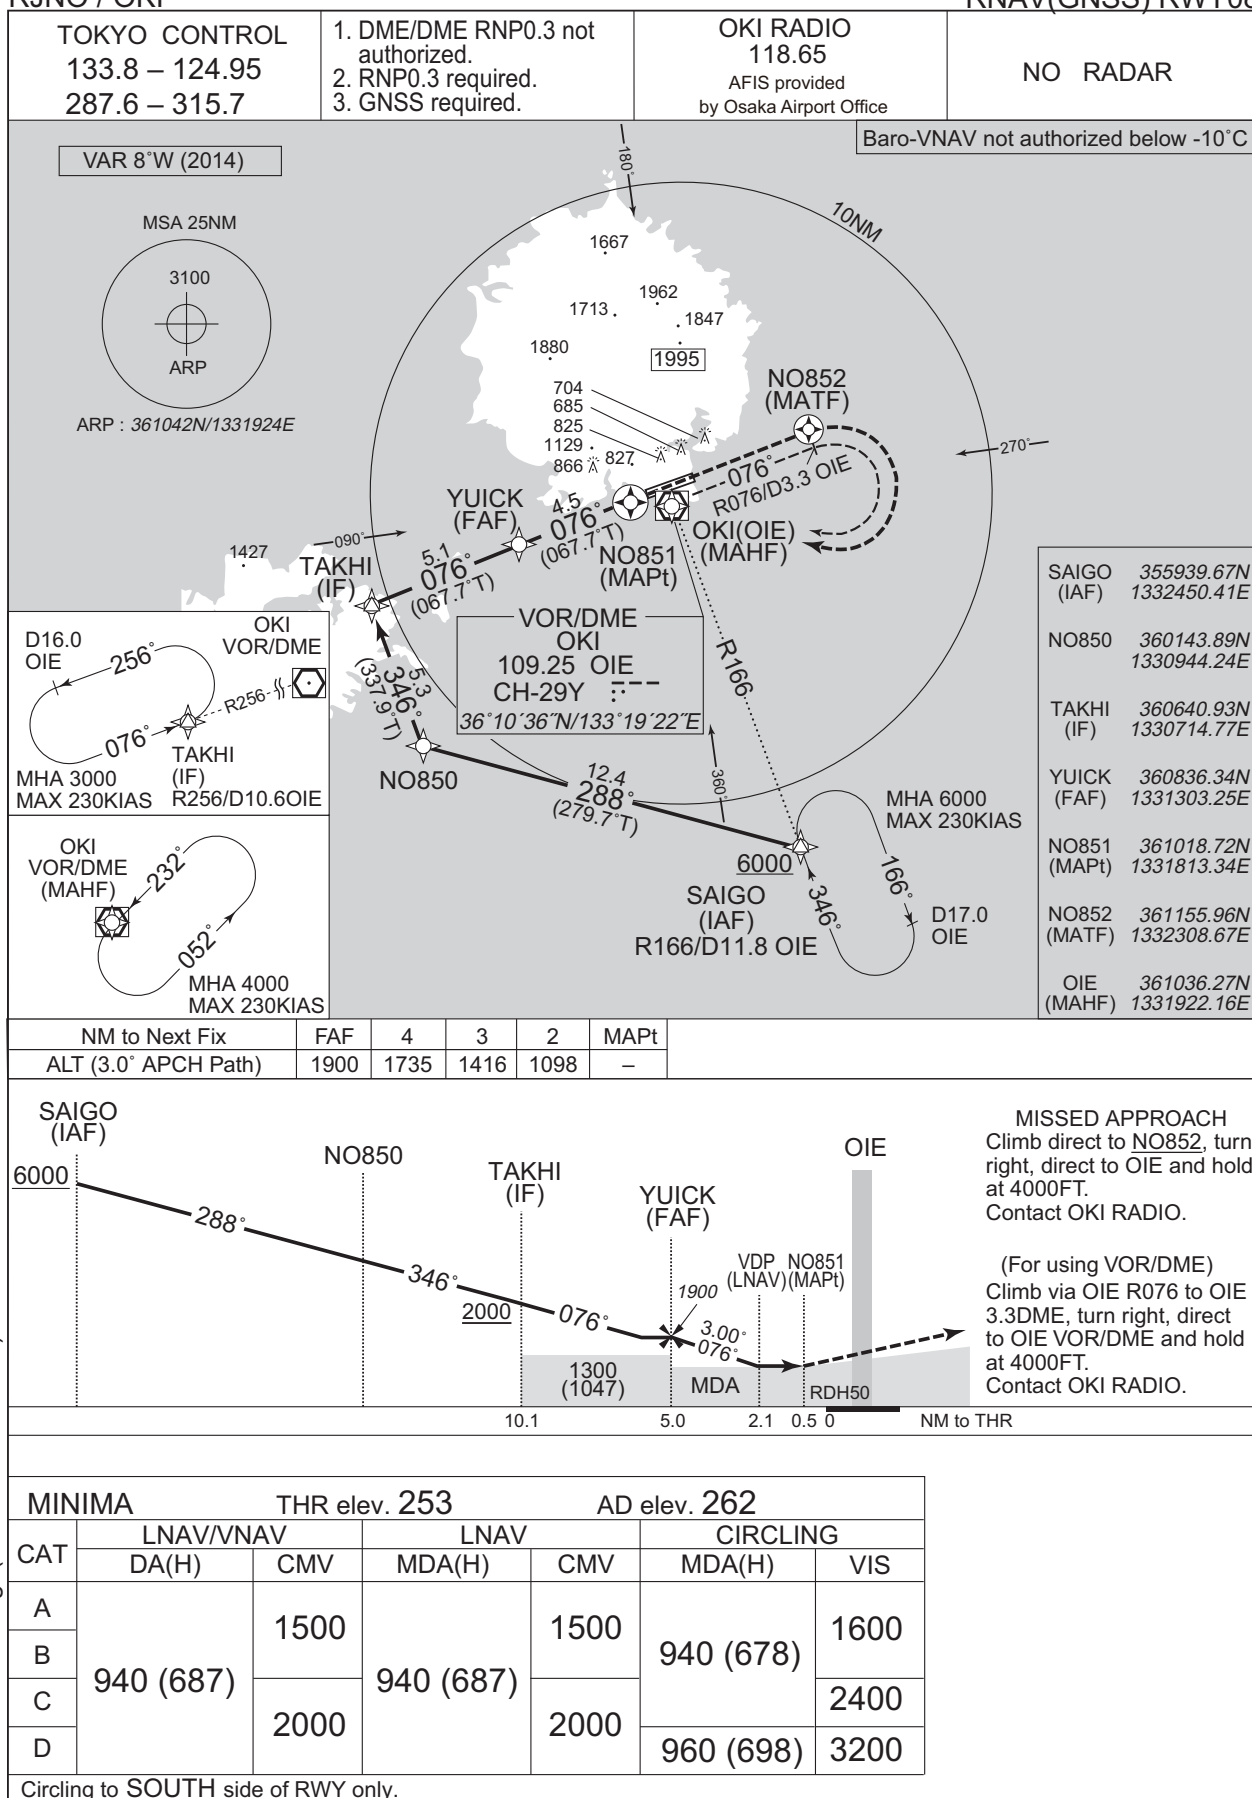 RJNO / OKI
RNAV(GNSS) RWY08
TOKYO CONTROL
133.8 – 124.95
287.6 – 315.7
1. DME/DME RNP0.3 not
authorized.
2. RNP0.3 required.
3. GNSS required.
OKI RADIO
118.65
AFIS provided
by Osaka Airport Office
NO RADAR
Baro-VNAV not authorized below -10˚C
VAR 8˚W (2014)
MSA 25NM
3100
ARP
ARP : 361042N/1331924E
180˚
10NM
1667
1962
1713
1847
1880
1995
704
685
825
1129
866
827
NO852
(MATF)
270˚
076˚
R076/D3.3 OIE
OKI(OIE)
(MAHF)
YUICK
(FAF)
4.5
076˚
(067.7˚T)
NO851
(MAPt)
090˚
1427
TAKHI
(IF)
5.1
076˚
(067.7˚T)
VOR/DME
OKI
109.25 OIE
CH-29Y
36˚10´36˝N/133˚19´22˝E
R166
5.3
346˚
(337.9˚T)
NO850
12.4
288˚
(279.7˚T)
360˚
6000
SAIGO
(IAF)
R166/D11.8 OIE
MHA 6000
MAX 230KIAS
166˚
346˚
D17.0
OIE
D16.0
OIE
256˚
OKI
VOR/DME
R256
076˚
TAKHI
(IF)
R256/D10.6OIE
MHA 3000
MAX 230KIAS
OKI
VOR/DME
(MAHF)
232˚
052˚
MHA 4000
MAX 230KIAS
SAIGO 355939.67N
(IAF) 1332450.41E
NO850 360143.89N
1330944.24E
TAKHI 360640.93N
(IF) 1330714.77E
YUICK 360836.34N
(FAF) 1331303.25E
NO851 361018.72N
(MAPt) 1331813.34E
NO852 361155.96N
(MATF) 1332308.67E
OIE 361036.27N
(MAHF) 1331922.16E
NM to Next Fix FAF 4 3 2 MAPt
ALT (3.0˚ APCH Path) 1900 1735 1416 1098 –
SAIGO
(IAF)
6000
288˚
NO850
346˚
TAKHI
(IF)
2000
076˚
YUICK
(FAF)
1900
3.00˚
076˚
VDP
(LNAV)
NO851
(MAPt)
OIE
1300
(1047)
MDA
RDH50
10.1 5.0 2.1 0.5 0 NM to THR
MISSED APPROACH
Climb direct to NO852, turn
right, direct to OIE and hold
at 4000FT.
Contact OKI RADIO.
(For using VOR/DME)
Climb via OIE R076 to OIE
3.3DME, turn right, direct
to OIE VOR/DME and hold
at 4000FT.
Contact OKI RADIO.
MINIMA THR elev. 253 AD elev. 262
CAT LNAV/VNAV LNAV CIRCLING
DA(H) CMV MDA(H) CMV MDA(H) VIS
A
B
C
D
940 (687)
1500
2000
940 (687)
1500
2000
940 (678)
960 (698)
1600
2400
3200
Circling to SOUTH side of RWY only.